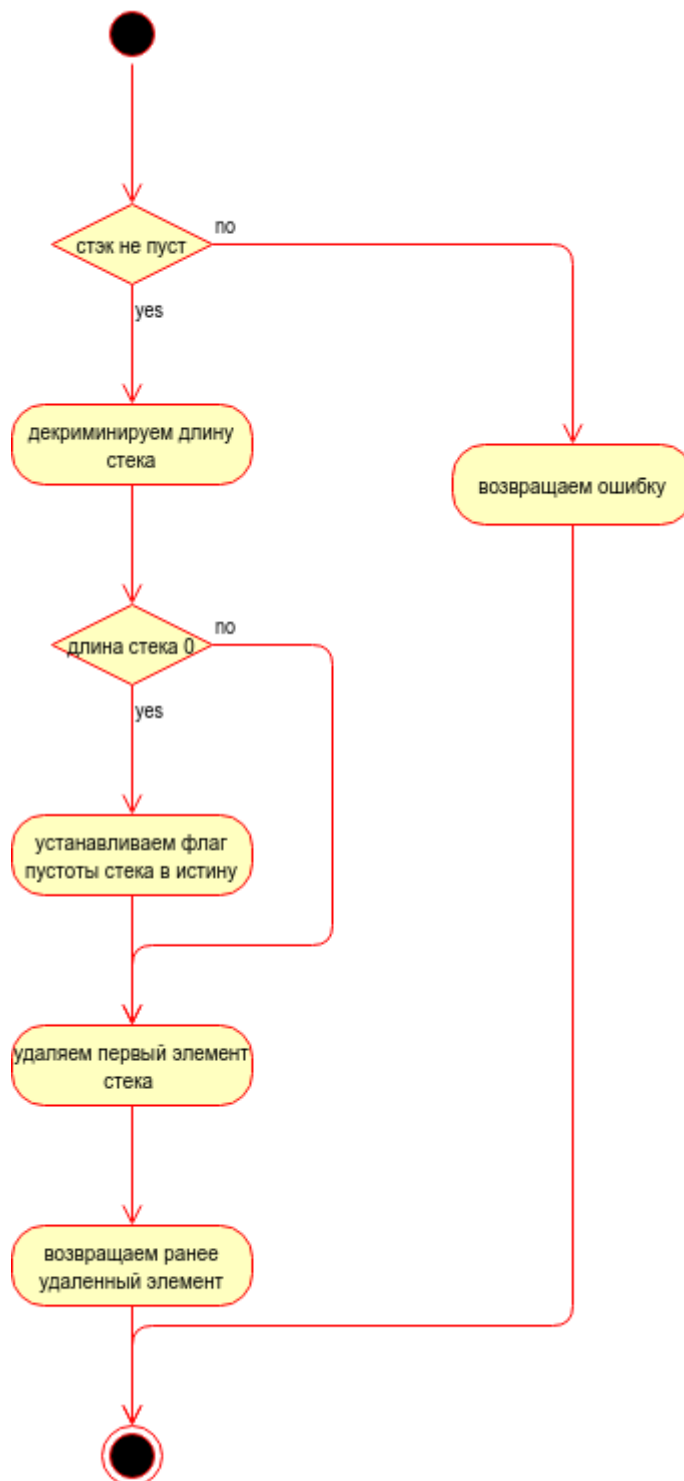 стэк не пуст
no
yes
декриминируем длину
стека
возвращаем ошибку
длина стека 0
no
yes
устанавливаем флаг
пустоты стека в истину
удаляем первый элемент
стека
возвращаем ранее
удаленный элемент